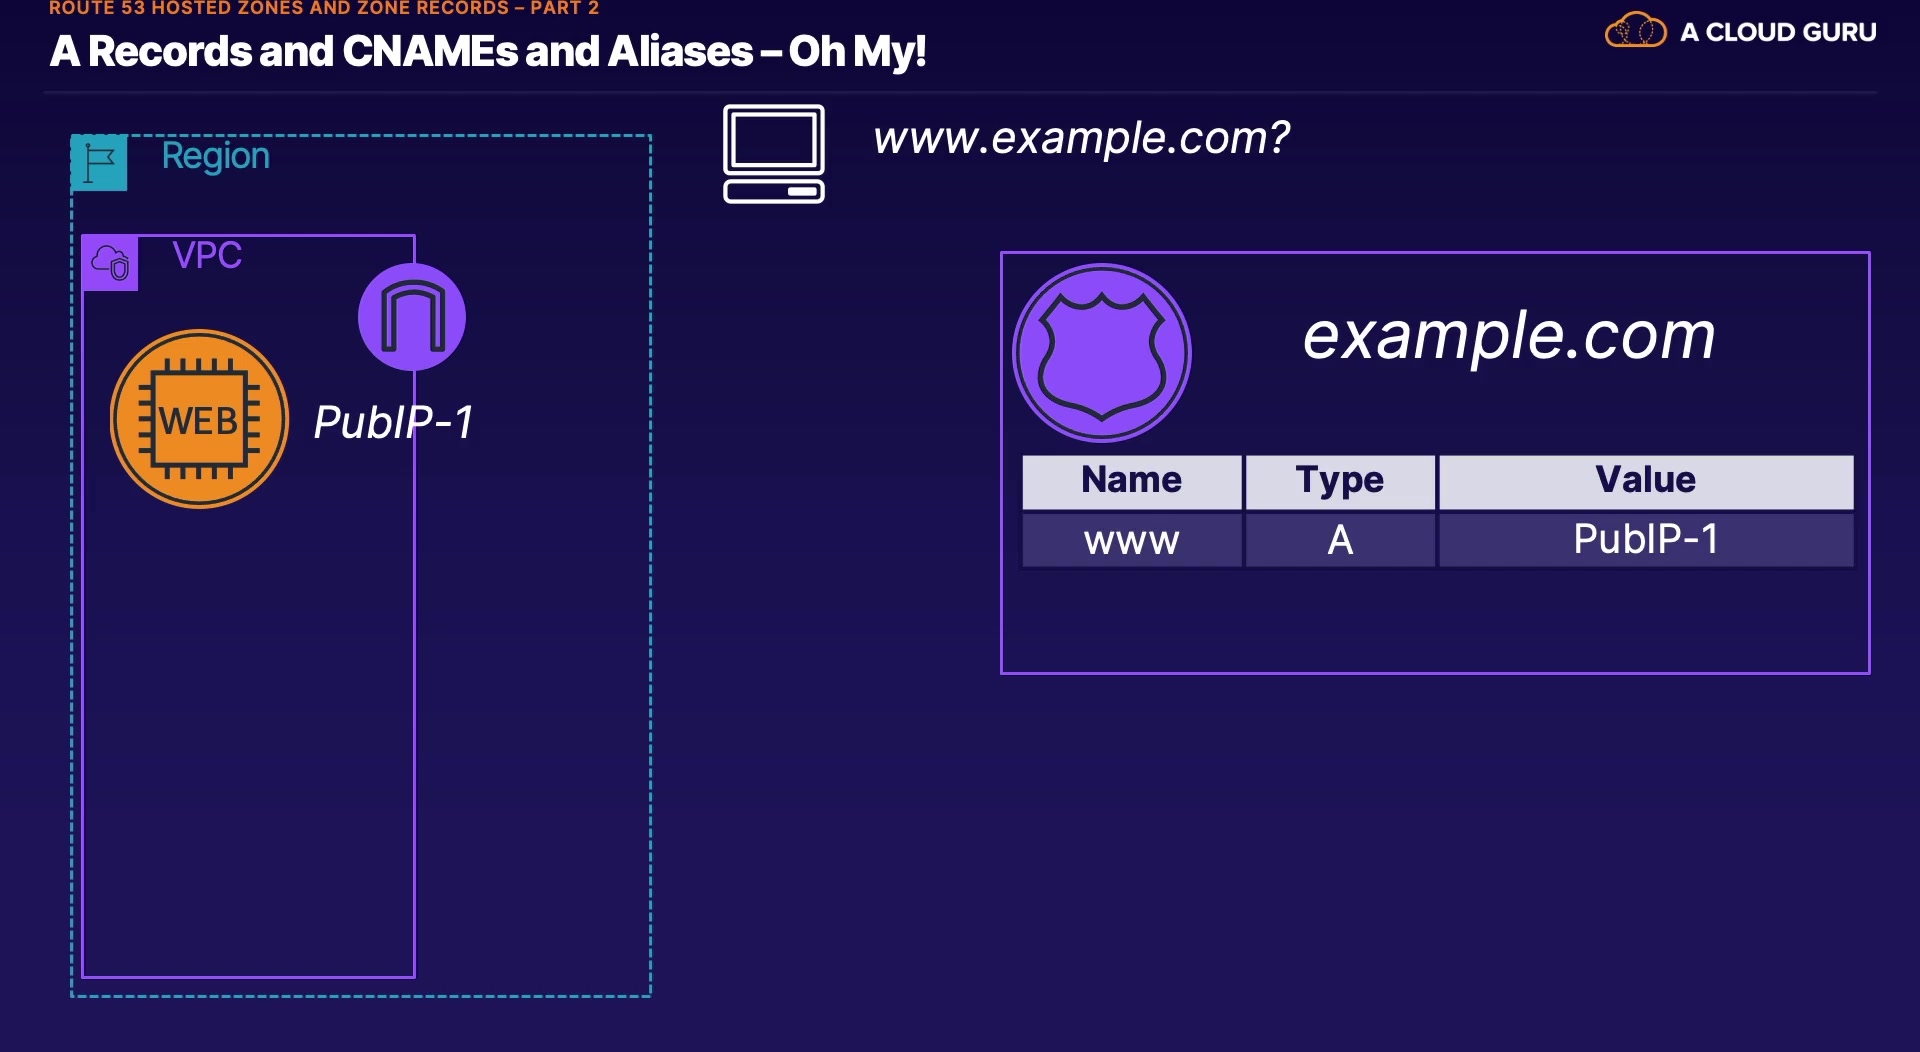 ROUTE 53 HOSTED ZONES AND ZONE RECORDS – PART 2
A Records and CNAMEs and Aliases – Oh My!
A CLOUD GURU
Region
www.example.com?
VPC
WEB
PubIP-1
example.com
Name Type Value
www A PubIP-1